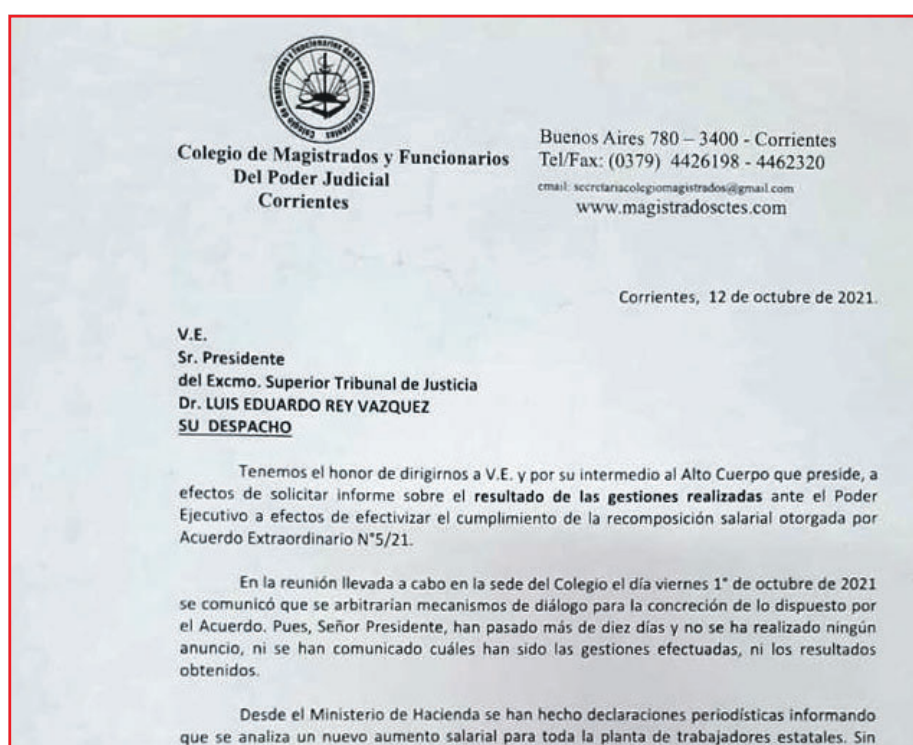 Colegio de magistrados y funcionarios del Poder Judicial Corrientes
Colegio de Magistrados y Funcionarios
Del Poder Judicial
Corrientes
Buenos Aires 780 – 3400 - Corrientes
Tel/Fax: (0379) 4426198 - 4462320
email: secretariacolegiomagistrados@gmail.com
www.magistradosctes.com
Corrientes, 12 de octubre de 2021.
V.E.
Sr. Presidente
del Excmo. Superior Tribunal de Justicia
Dr. LUIS EDUARDO REY VAZQUEZ
SU DESPACHO
Tenemos el honor de dirigirnos a V.E. y por su intermedio al Alto Cuerpo que preside, a
efectos de solicitar informe sobre el resultado de las gestiones realizadas ante el Poder
Ejecutivo a efectos de efectivizar el cumplimiento de la recomposición salarial otorgada por
Acuerdo Extraordinario N°5/21.
En la reunión llevada a cabo en la sede del Colegio el día viernes 1° de octubre de 2021
se comunicó que se arbitrarían mecanismos de diálogo para la concreción de lo dispuesto por
el Acuerdo. Pues, Señor Presidente, han pasado más de diez días y no se ha realizado ningún
anuncio, ni se han comunicado cuáles han sido las gestiones efectuadas, ni los resultados
obtenidos.
Desde el Ministerio de Hacienda se han hecho declaraciones periodísticas informando
que se analiza un nuevo aumento salarial para toda la planta de trabajadores estatales. Sin